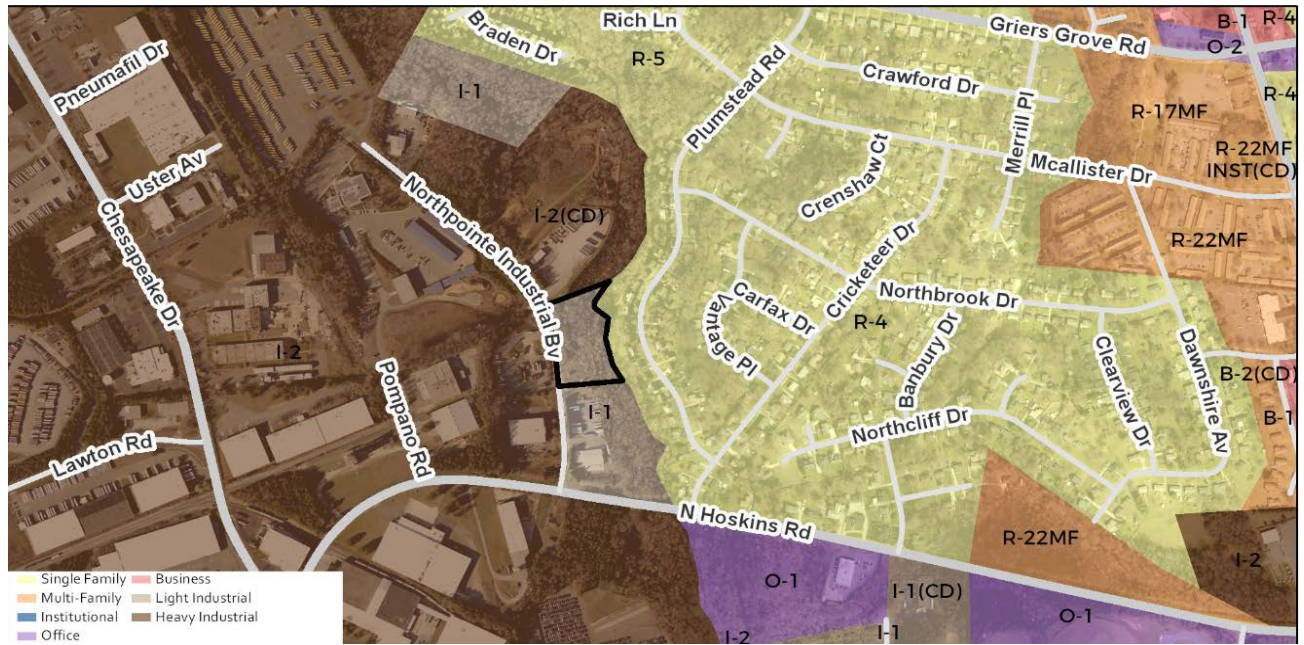 Rich Ln
Griers Grove Rd
B-1
R-4
Braden Dr
R-5
O-2
Pneumafil Dr
Plumstead Rd
Crawford Dr
I-1
R-4
R-17MF
Merrill Pl
Crenshaw Ct
Mcallister Dr
R-22MF
INST(CD)
Uster Av
Northpointe Industrial Bv
I-2(CD)
Chesapeake Dr
Cricketeer Dr
R-22MF
Carfax Dr
Northbrook Dr
Vantage Pl
R-4
Banbury Dr
I-2
Clearview Dr
Dawnshire Av
B-2(CD)
Pompano Rd
I-1
B-1
Northcliff Dr
Lawton Rd
N Hoskins Rd
R-22MF
I-2
O-1
I-1(CD)
O-1
I-2
I-1
Single Family
Business
Multi-Family
Light Industrial
Institutional
Heavy Industrial
Office